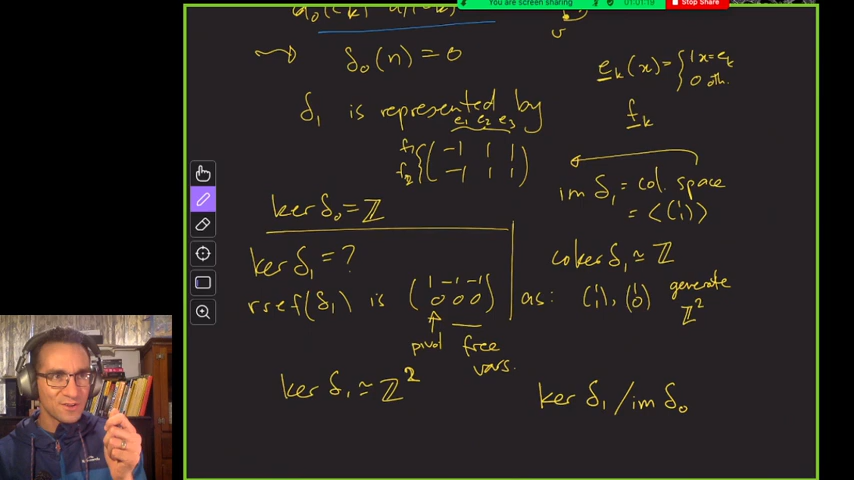 You are screen sharing
01:01:19
Stop Share
v
⇝ δ₀(n) = 0
e_k(x) = { 1 x=e_k
0 oth.
f_k
δ₁ is represented by
e₁ e₂ e₃
f₁ ( -1 1 1 )
f₂ ( -1 1 1 )
im δ₁ = col. space
= <(1 1)>
ker δ₀ = ℤ
ker δ₁ = ?
rref(δ₁) is ( 1 -1 -1
0 0 0 )
coker δ₁ ≃ ℤ
as: (1 1), (1 0) generate
ℤ²
pivot free
vars.
ker δ₁ ≃ ℤ²
ker δ₁ / im δ₀